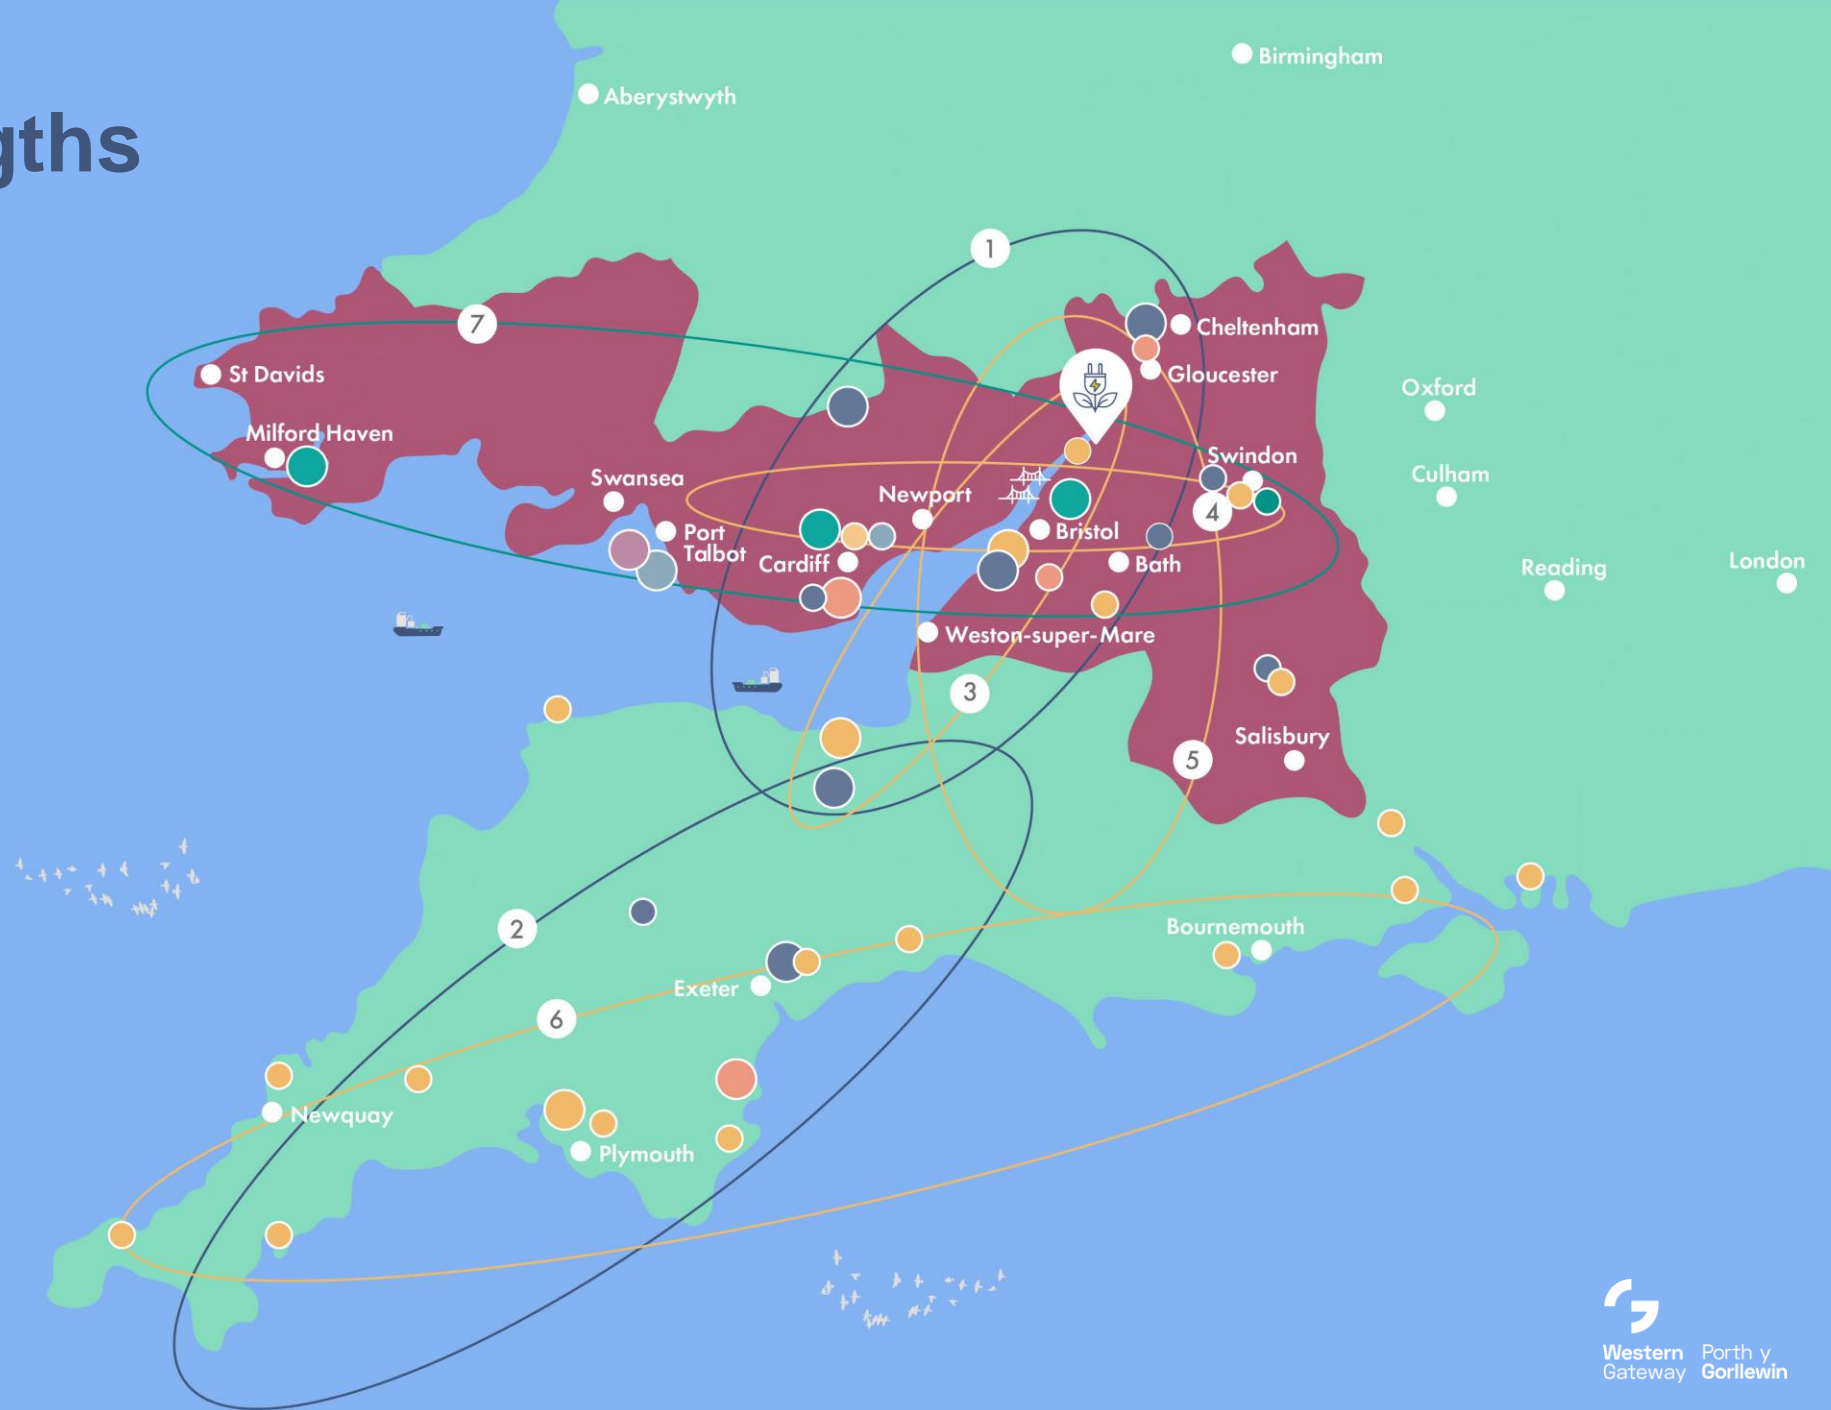 gths
Birmingham
Aberystwyth
1
7
Cheltenham
St Davids
Gloucester
Oxford
Milford Haven
Swindon
Swansea
Culham
Newport
4
Port
Talbot
Bristol
Cardiff
Bath
Reading
London
Weston-super-Mare
3
Salisbury
5
2
Bournemouth
Exeter
6
Newquay
Plymouth
Western Porth y
Gateway Gorllewin